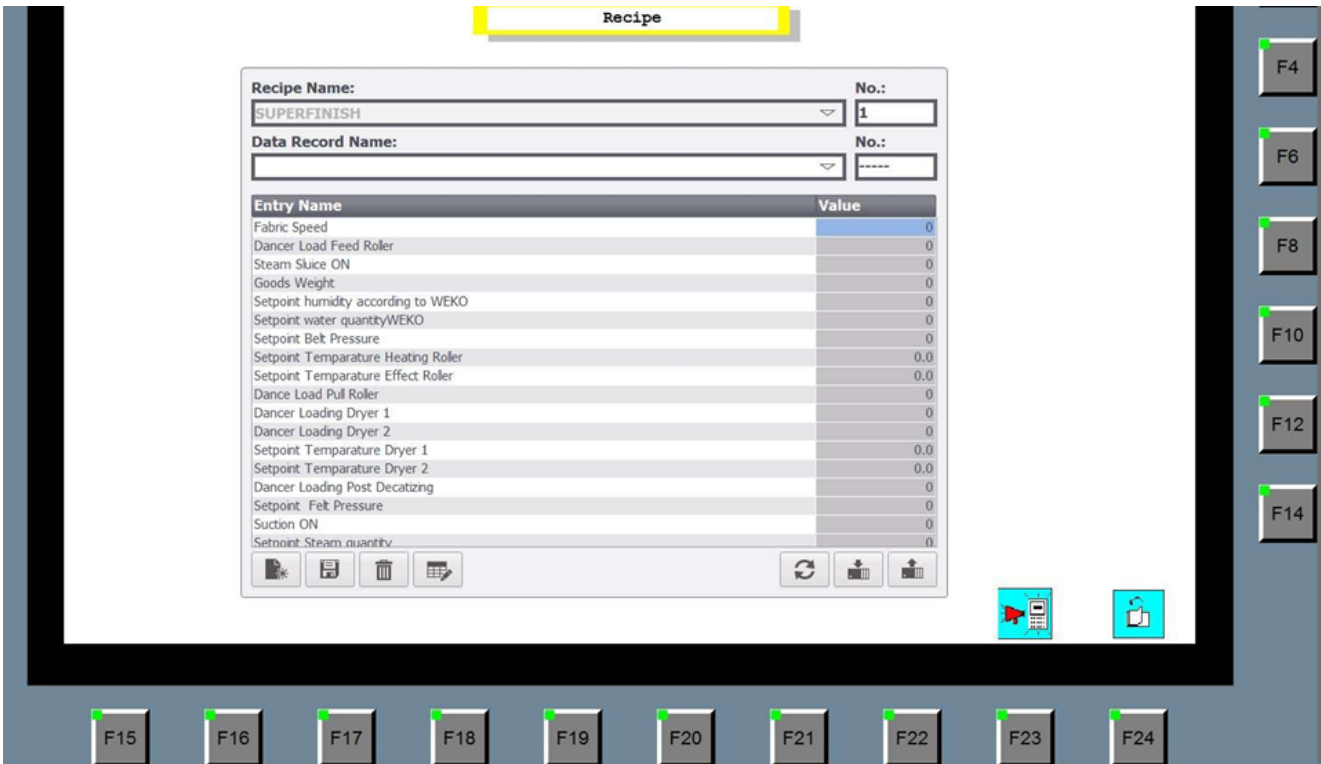 Recipe
F4
Recipe Name: No.:
SUPERFINISH 1
Data Record Name: No.:
-----
F6
Entry Name Value
Fabric Speed 0
Dancer Load Feed Roller 0
F8
Steam Sluice ON 0
Goods Weight 0
Setpoint humidity according to WEKO 0
Setpoint water quantityWEKO 0
F10
Setpoint Belt Pressure 0
Setpoint Temparature Heating Roller 0.0
Setpoint Temparature Effect Roller 0.0
Dance Load Pull Roller 0
Dancer Loading Dryer 1 0
F12
Dancer Loading Dryer 2 0
Setpoint Temparature Dryer 1 0.0
Setpoint Temparature Dryer 2 0.0
Dancer Loading Post Decatizing 0
Setpoint Felt Pressure 0
F14
Suction ON 0
Setpoint Steam quantity 0
F15 F16 F17 F18 F19 F20 F21 F22 F23 F24